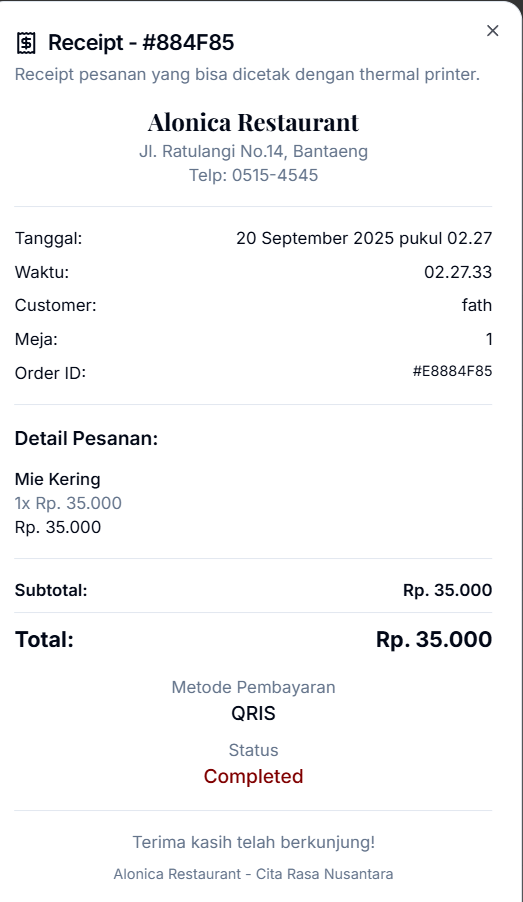 Receipt - #884F85
Receipt pesanan yang bisa dicetak dengan thermal printer.
Alonica Restaurant
Jl. Ratulangi No.14, Bantaeng
Telp: 0515-4545
Tanggal: 20 September 2025 pukul 02.27
Waktu: 02.27.33
Customer: fath
Meja: 1
Order ID: #E8884F85
Detail Pesanan:
Mie Kering
1x Rp. 35.000
Rp. 35.000
Subtotal: Rp. 35.000
Total: Rp. 35.000
Metode Pembayaran
QRIS
Status
Completed
Terima kasih telah berkunjung!
Alonica Restaurant - Cita Rasa Nusantara